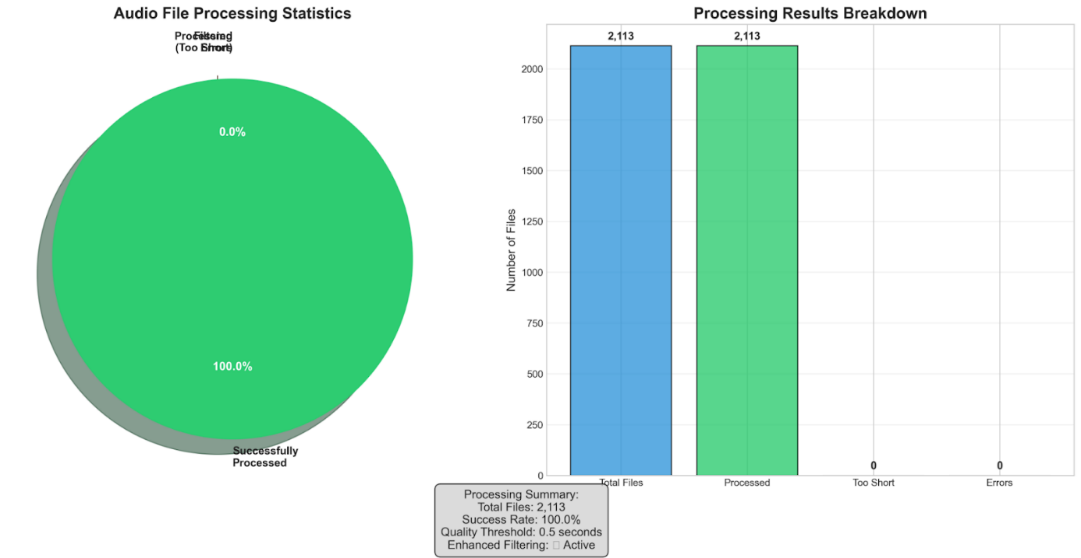 Audio File Processing Statistics
(Too Short)
0.0%
100.0%
Successfully
Processed
Processing Results Breakdown
2,113
2,113
0
0
Number of Files
2000
1750
1500
1250
1000
750
500
250
0
Total Files
Processed
Too Short
Errors
Processing Summary:
Total Files: 2,113
Success Rate: 100.0%
Quality Threshold: 0.5 seconds
Enhanced Filtering: Active